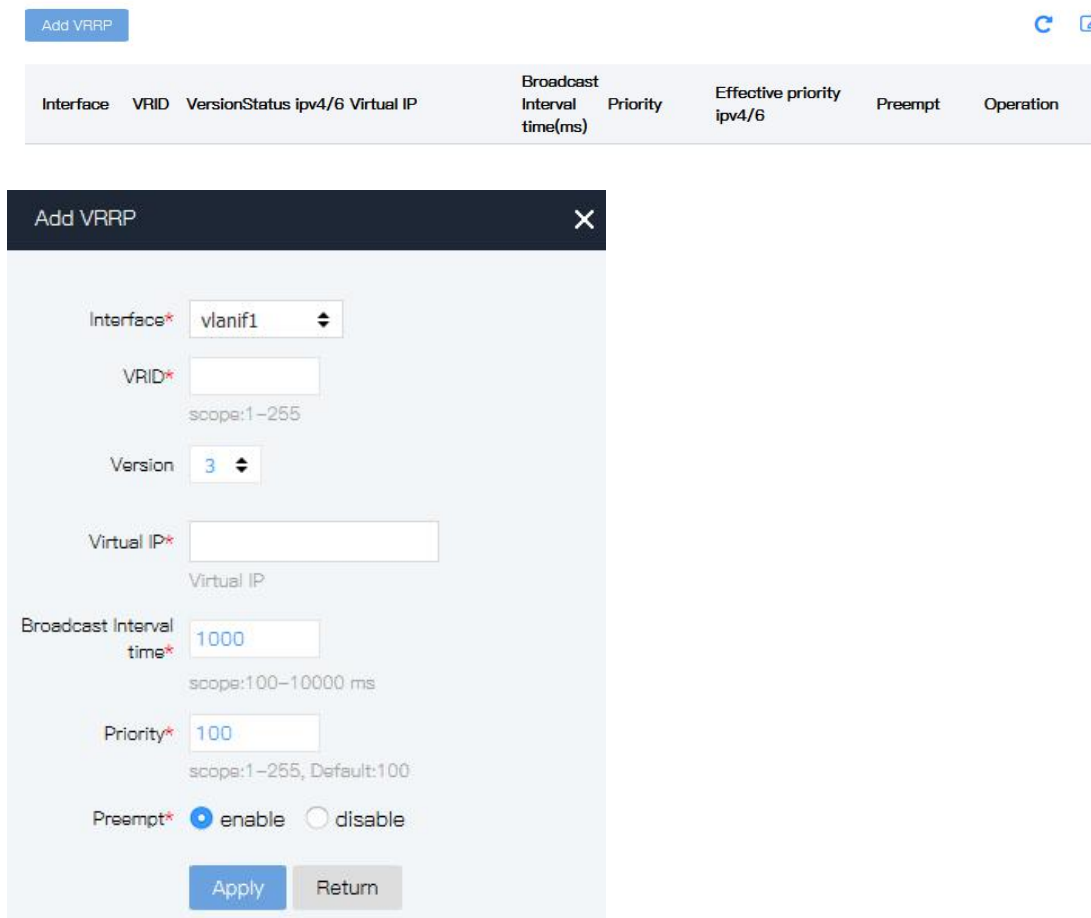 Add VRRP
Interface VRID VersionStatus ipv4/6 Virtual IP Broadcast Interval time(ms) Priority Effective priority ipv4/6 Preempt Operation
Add VRRP
Interface* vlanif1
VRID*
scope:1-255
Version 3
Virtual IP*
Virtual IP
Broadcast Interval time* 1000
scope:100-10000 ms
Priority* 100
scope:1-255, Default:100
Preempt* enable disable
Apply Return